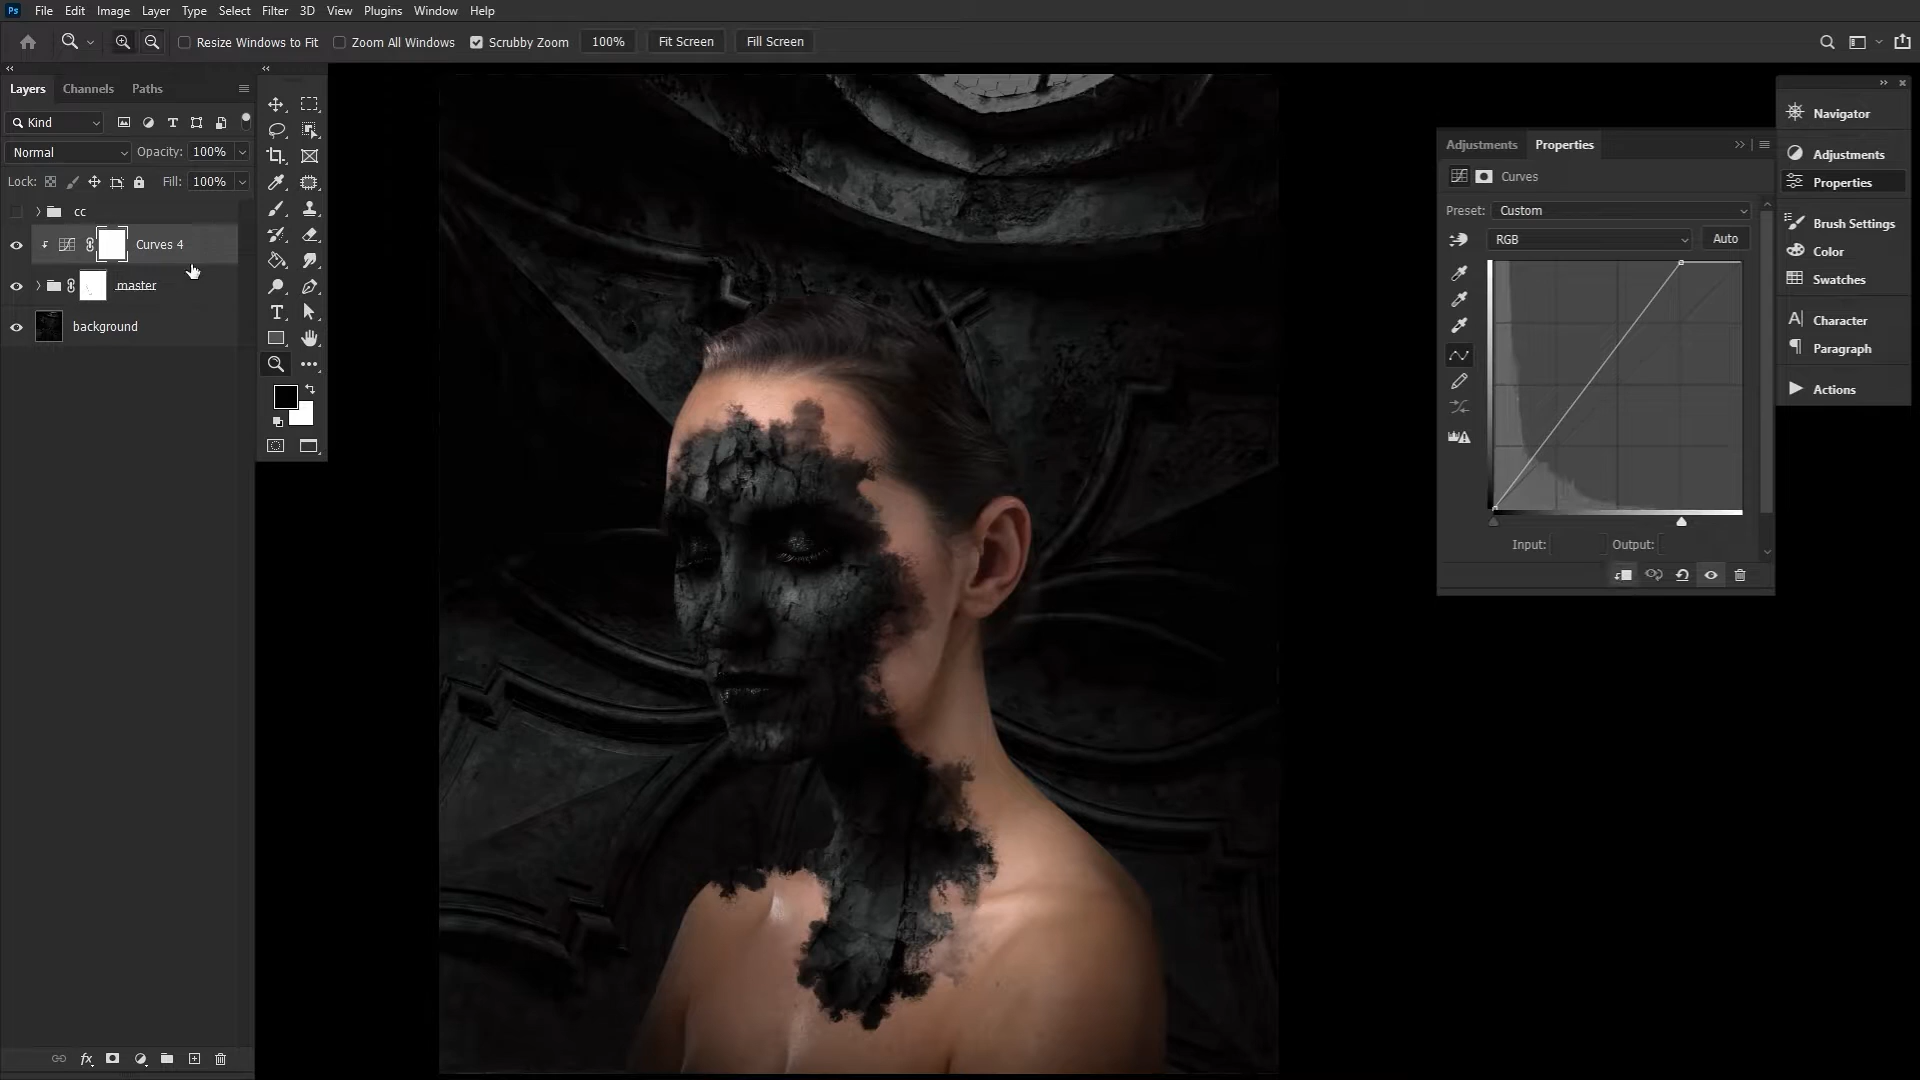 Ps File Edit Image Layer Type Select Filter 3D View Plugins Window Help
Resize Windows to Fit Zoom All Windows Scrubby Zoom 100% Fit Screen Fill Screen
Layers Channels Paths
Kind
Normal Opacity: 100%
Lock: Fill: 100%
cc
Curves 4
master
background
fx
Adjustments Properties
Curves
Preset: Custom
RGB Auto
Input: Output:
Navigator
Adjustments
Properties
Brush Settings
Color
Swatches
Character
Paragraph
Actions